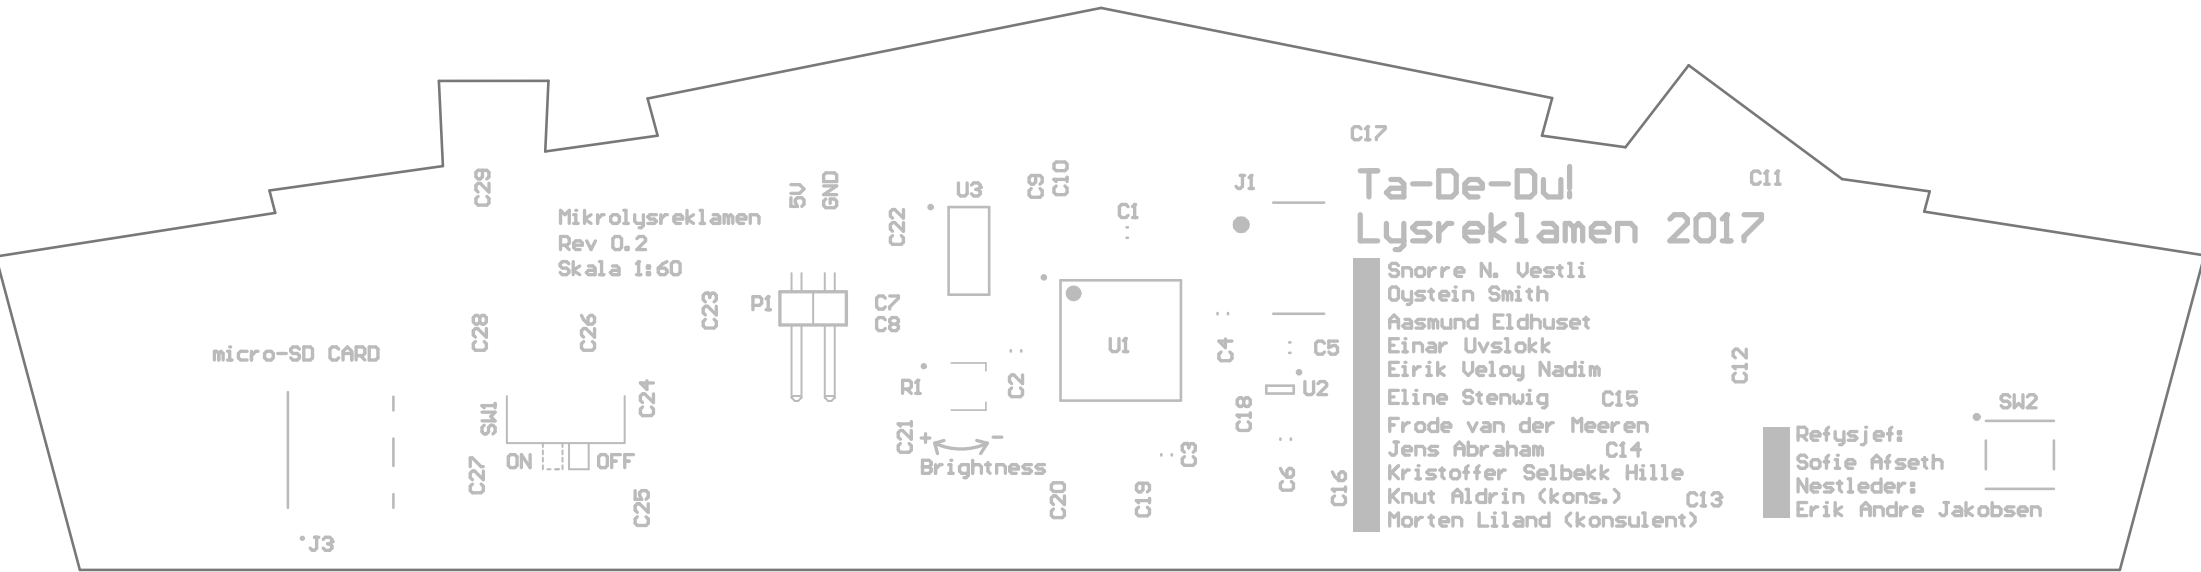 C17
C29
5V
GND
U3
C9
C10
J1
Ta-De-Du!
C11
Mikrolysreklamen
Rev 0.2
Skala 1:60
C22
C1
Lysreklamen 2017
Snorre N. Vestli
Oystein Smith
C28
C26
C23
P1
C7
C8
Aasmund Eldhuset
micro-SD CARD
U1
C4
C5
Einar Uvslokk
Eirik Veloy Nadim
C12
R1
C2
U2
Eline Stenwig
C15
SW2
SW1
C24
C21
+
-
C18
Frode van der Meeren
Refysjef:
Jens Abraham
C14
ON
OFF
Brightness
C3
Sofie Afseth
C27
C6
Kristoffer Selbekk Hille
Nestleder:
C25
C20
C19
C16
Knut Aldrin (kons.)
C13
Erik Andre Jakobsen
Morten Liland (konsulent)
J3